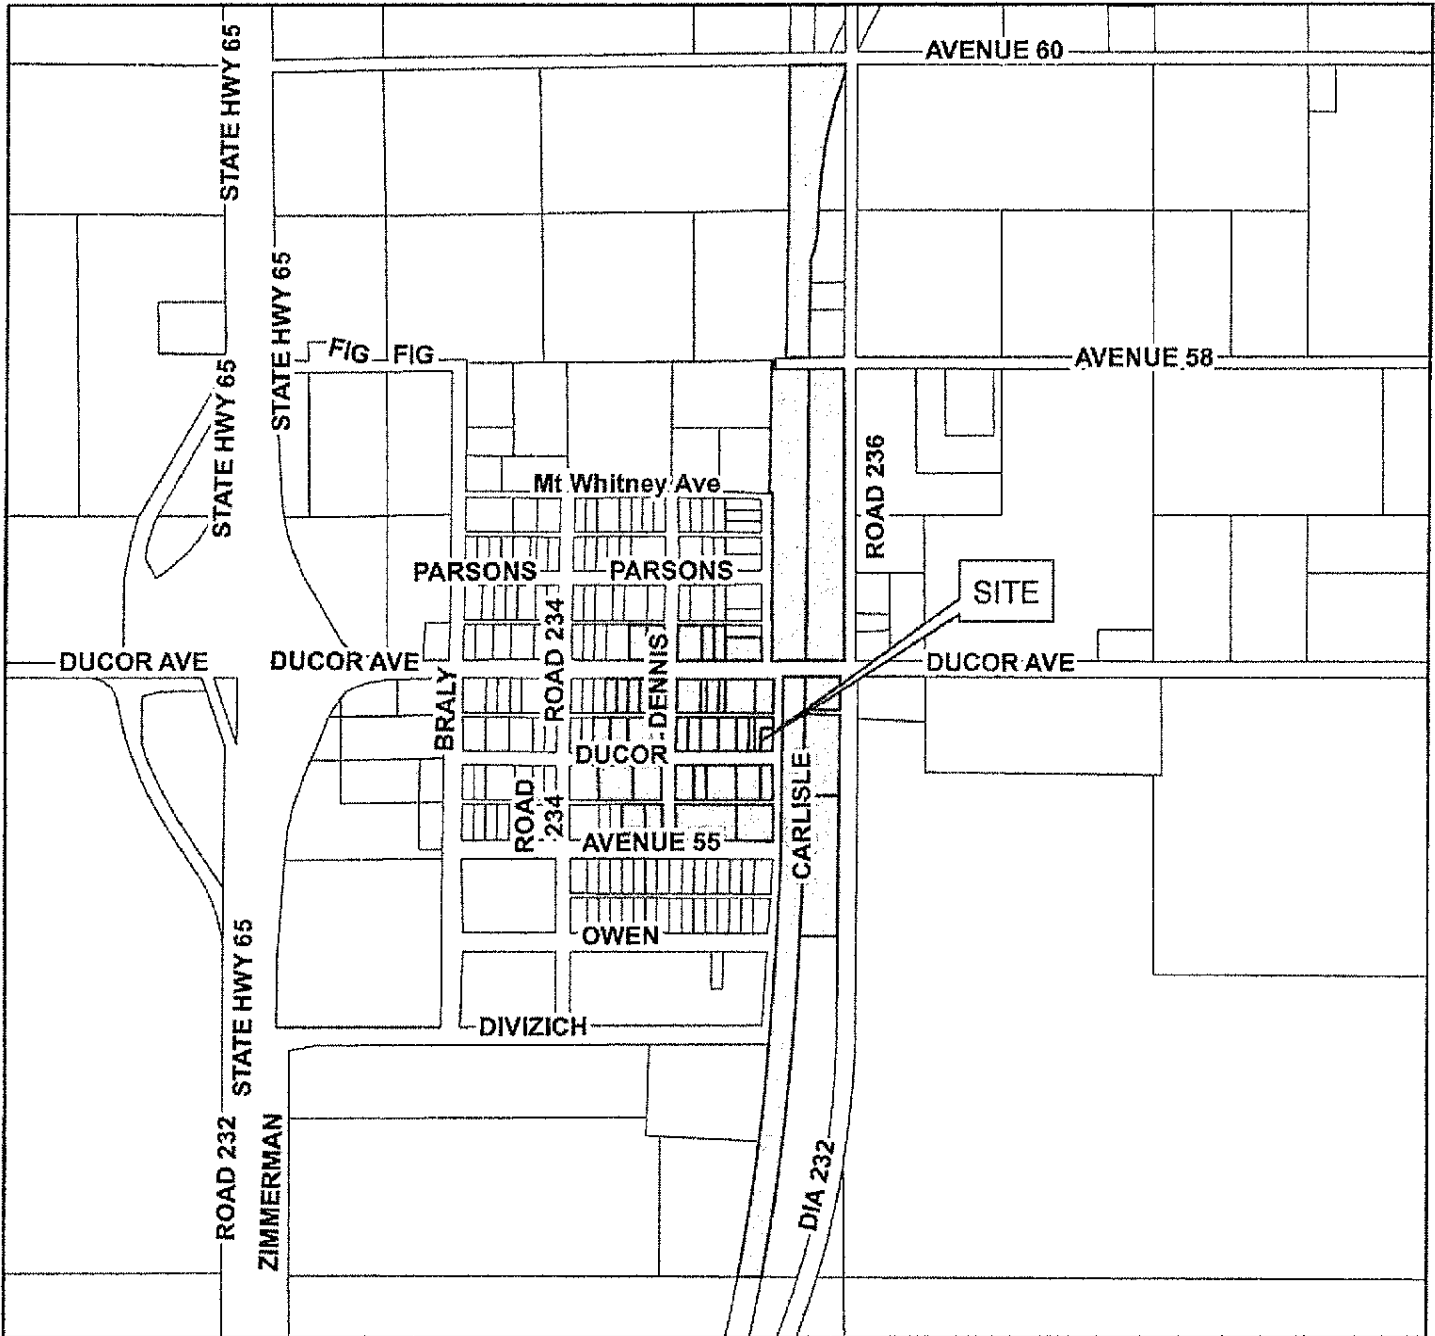 STATE HWY 65
AVENUE 60
STATE HWY 65
FIG
FIG
AVENUE 58
STATE HWY 65
ROAD 236
Mt Whitney Ave
PARSONS
PARSONS
SITE
ROAD 234
DENNIS
DUCOR AVE
DUCOR AVE
DUCOR AVE
BRALY
DUCOR
CARLISLE
ROAD
234
AVENUE 55
OWEN
STATE HWY 65
DIVIZICH
ROAD 232
ZIMMERMAN
DIA 232